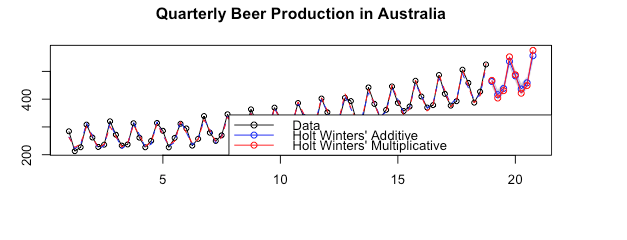 Quarterly Beer Production in Australia
400
200
Data
Holt Winters' Additive
Holt Winters' Multiplicative
5 10 15 20